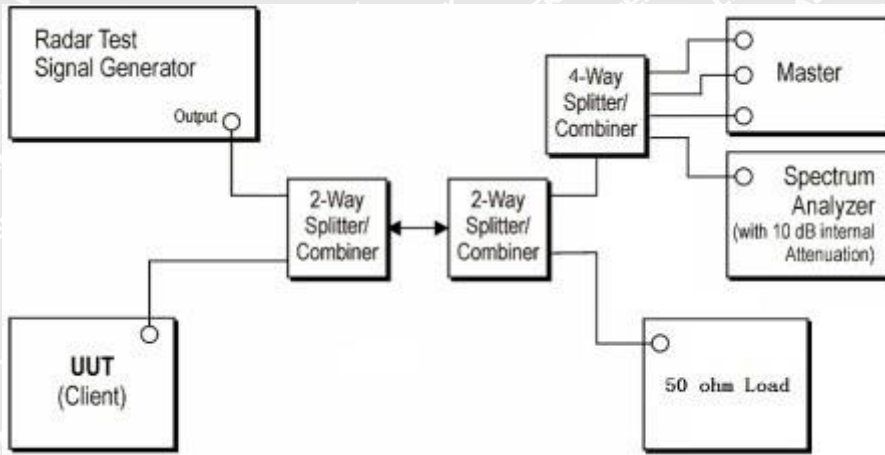 Radar Test
Signal Generator
Output
4-Way
Splitter/
Combiner
Master
Spectrum
Analyzer
(with 10 dB internal
Attenuation)
2-Way
Splitter/
Combiner
2-Way
Splitter/
Combiner
UUT
(Client)
50 ohm Load